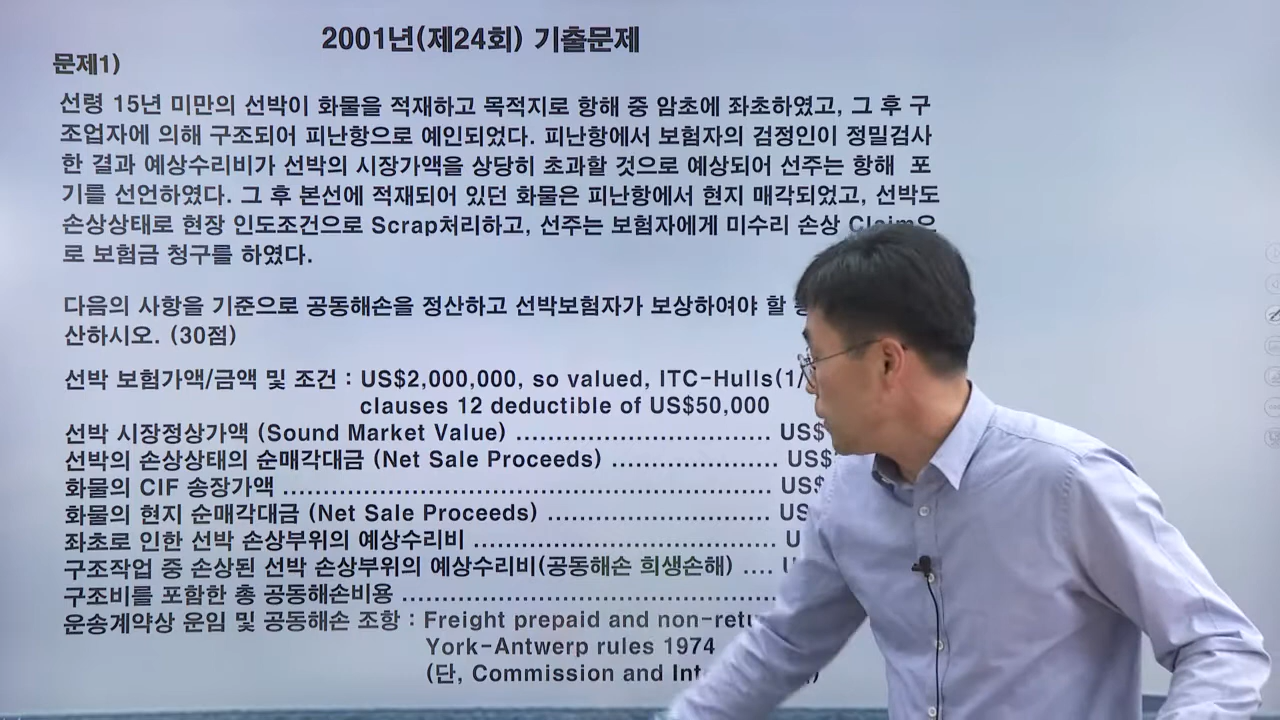 2001년(제24회) 기출문제
문제1)
선령 15년 미만의 선박이 화물을 적재하고 목적지로 항해 중 암초에 좌초하였고, 그 후 구
조업자에 의해 구조되어 피난항으로 예인되었다. 피난항에서 보험자의 검정인이 정밀검사
한 결과 예상수리비가 선박의 시장가액을 상당히 초과할 것으로 예상되어 선주는 항해 포
기를 선언하였다. 그 후 본선에 적재되어 있던 화물은 피난항에서 현지 매각되었고, 선박도
손상상태로 현장 인도조건으로 Scrap처리하고, 선주는 보험자에게 미수리 손상 Claim으
로 보험금 청구를 하였다.
다음의 사항을 기준으로 공동해손을 정산하고 선박보험자가 보상하여야 할
산하시오. (30점)
선박 보험가액/금액 및 조건 : US$2,000,000, so valued, ITC-Hulls(1/
clauses 12 deductible of US$50,000
선박 시장정상가액 (Sound Market Value) ............................... US$
선박의 손상상태의 순매각대금 (Net Sale Proceeds) .................... US$
화물의 CIF 송장가액 ........................................................... US$
화물의 현지 순매각대금 (Net Sale Proceeds) ........................... US
좌초로 인한 선박 손상부위의 예상수리비 .................................... U
구조작업 중 손상된 선박 손상부위의 예상수리비(공동해손 희생손해) ....
구조비를 포함한 총 공동해손비용 .............................................
운송계약상 운임 및 공동해손 조항 : Freight prepaid and
York-Antwerp rules 1974
(단, Commission and